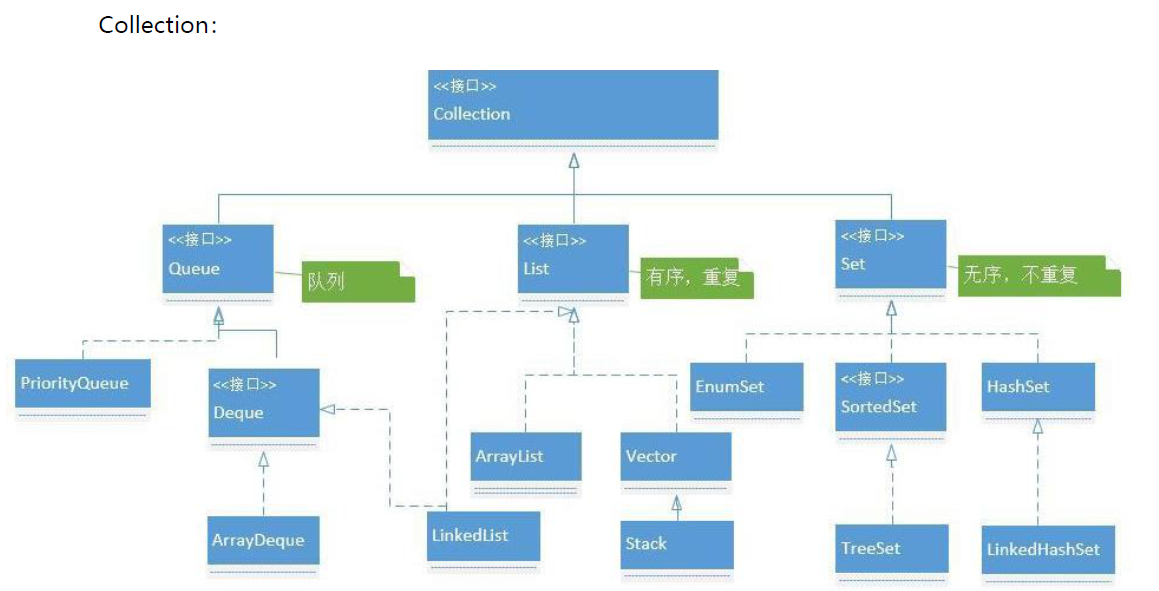 Collection：
<<接口>>
Collection
<<接口>>
Queue
队列
<<接口>>
List
有序，重复
<<接口>>
Set
无序，不重复
PriorityQueue
<<接口>>
Deque
EnumSet
<<接口>>
SortedSet
HashSet
ArrayList
Vector
ArrayDeque
LinkedList
Stack
TreeSet
LinkedHashSet